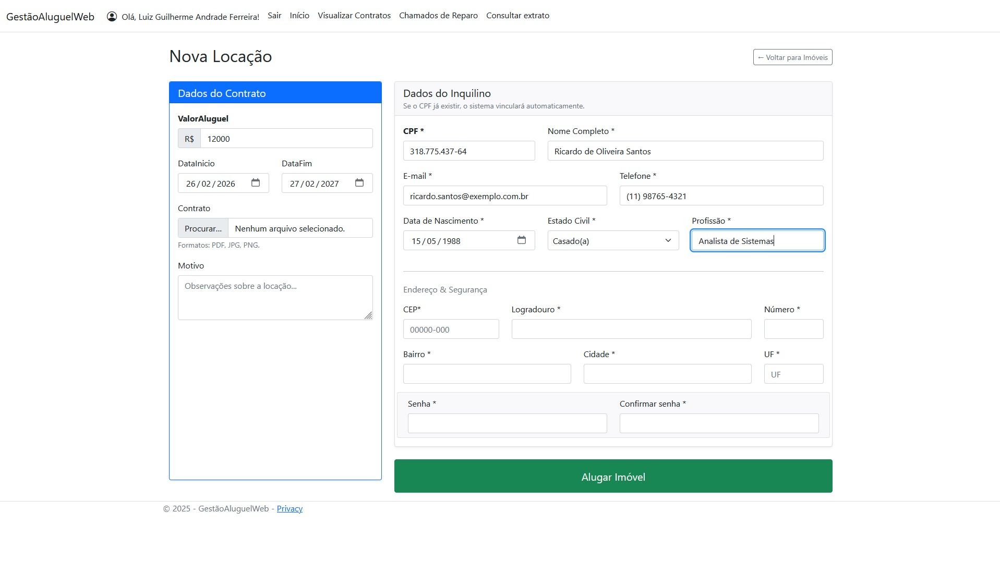 GestãoAluguelWeb Olá, Luiz Guilherme Andrade Ferreira! Sair Início Visualizar Contratos Chamados de Reparo Consultar extrato
Nova Locação
← Voltar para Imóveis
Dados do Contrato
ValorAluguel
R$ 12000
DataInicio DataFim
26/02/2026 27/02/2027
Contrato
Procurar... Nenhum arquivo selecionado.
Formatos: PDF, JPG, PNG.
Motivo
Observações sobre a locação...
Dados do Inquilino
Se o CPF já existir, o sistema vinculará automaticamente.
CPF * Nome Completo *
318.775.437-64 Ricardo de Oliveira Santos
E-mail * Telefone *
ricardo.santos@exemplo.com.br (11) 98765-4321
Data de Nascimento * Estado Civil * Profissão *
15/05/1988 Casado(a) Analista de Sistemas
Endereço & Segurança
CEP* Logradouro * Número *
00000-000
Bairro * Cidade * UF *
UF
Senha * Confirmar senha *
Alugar Imóvel
© 2025 - GestãoAluguelWeb - Privacy